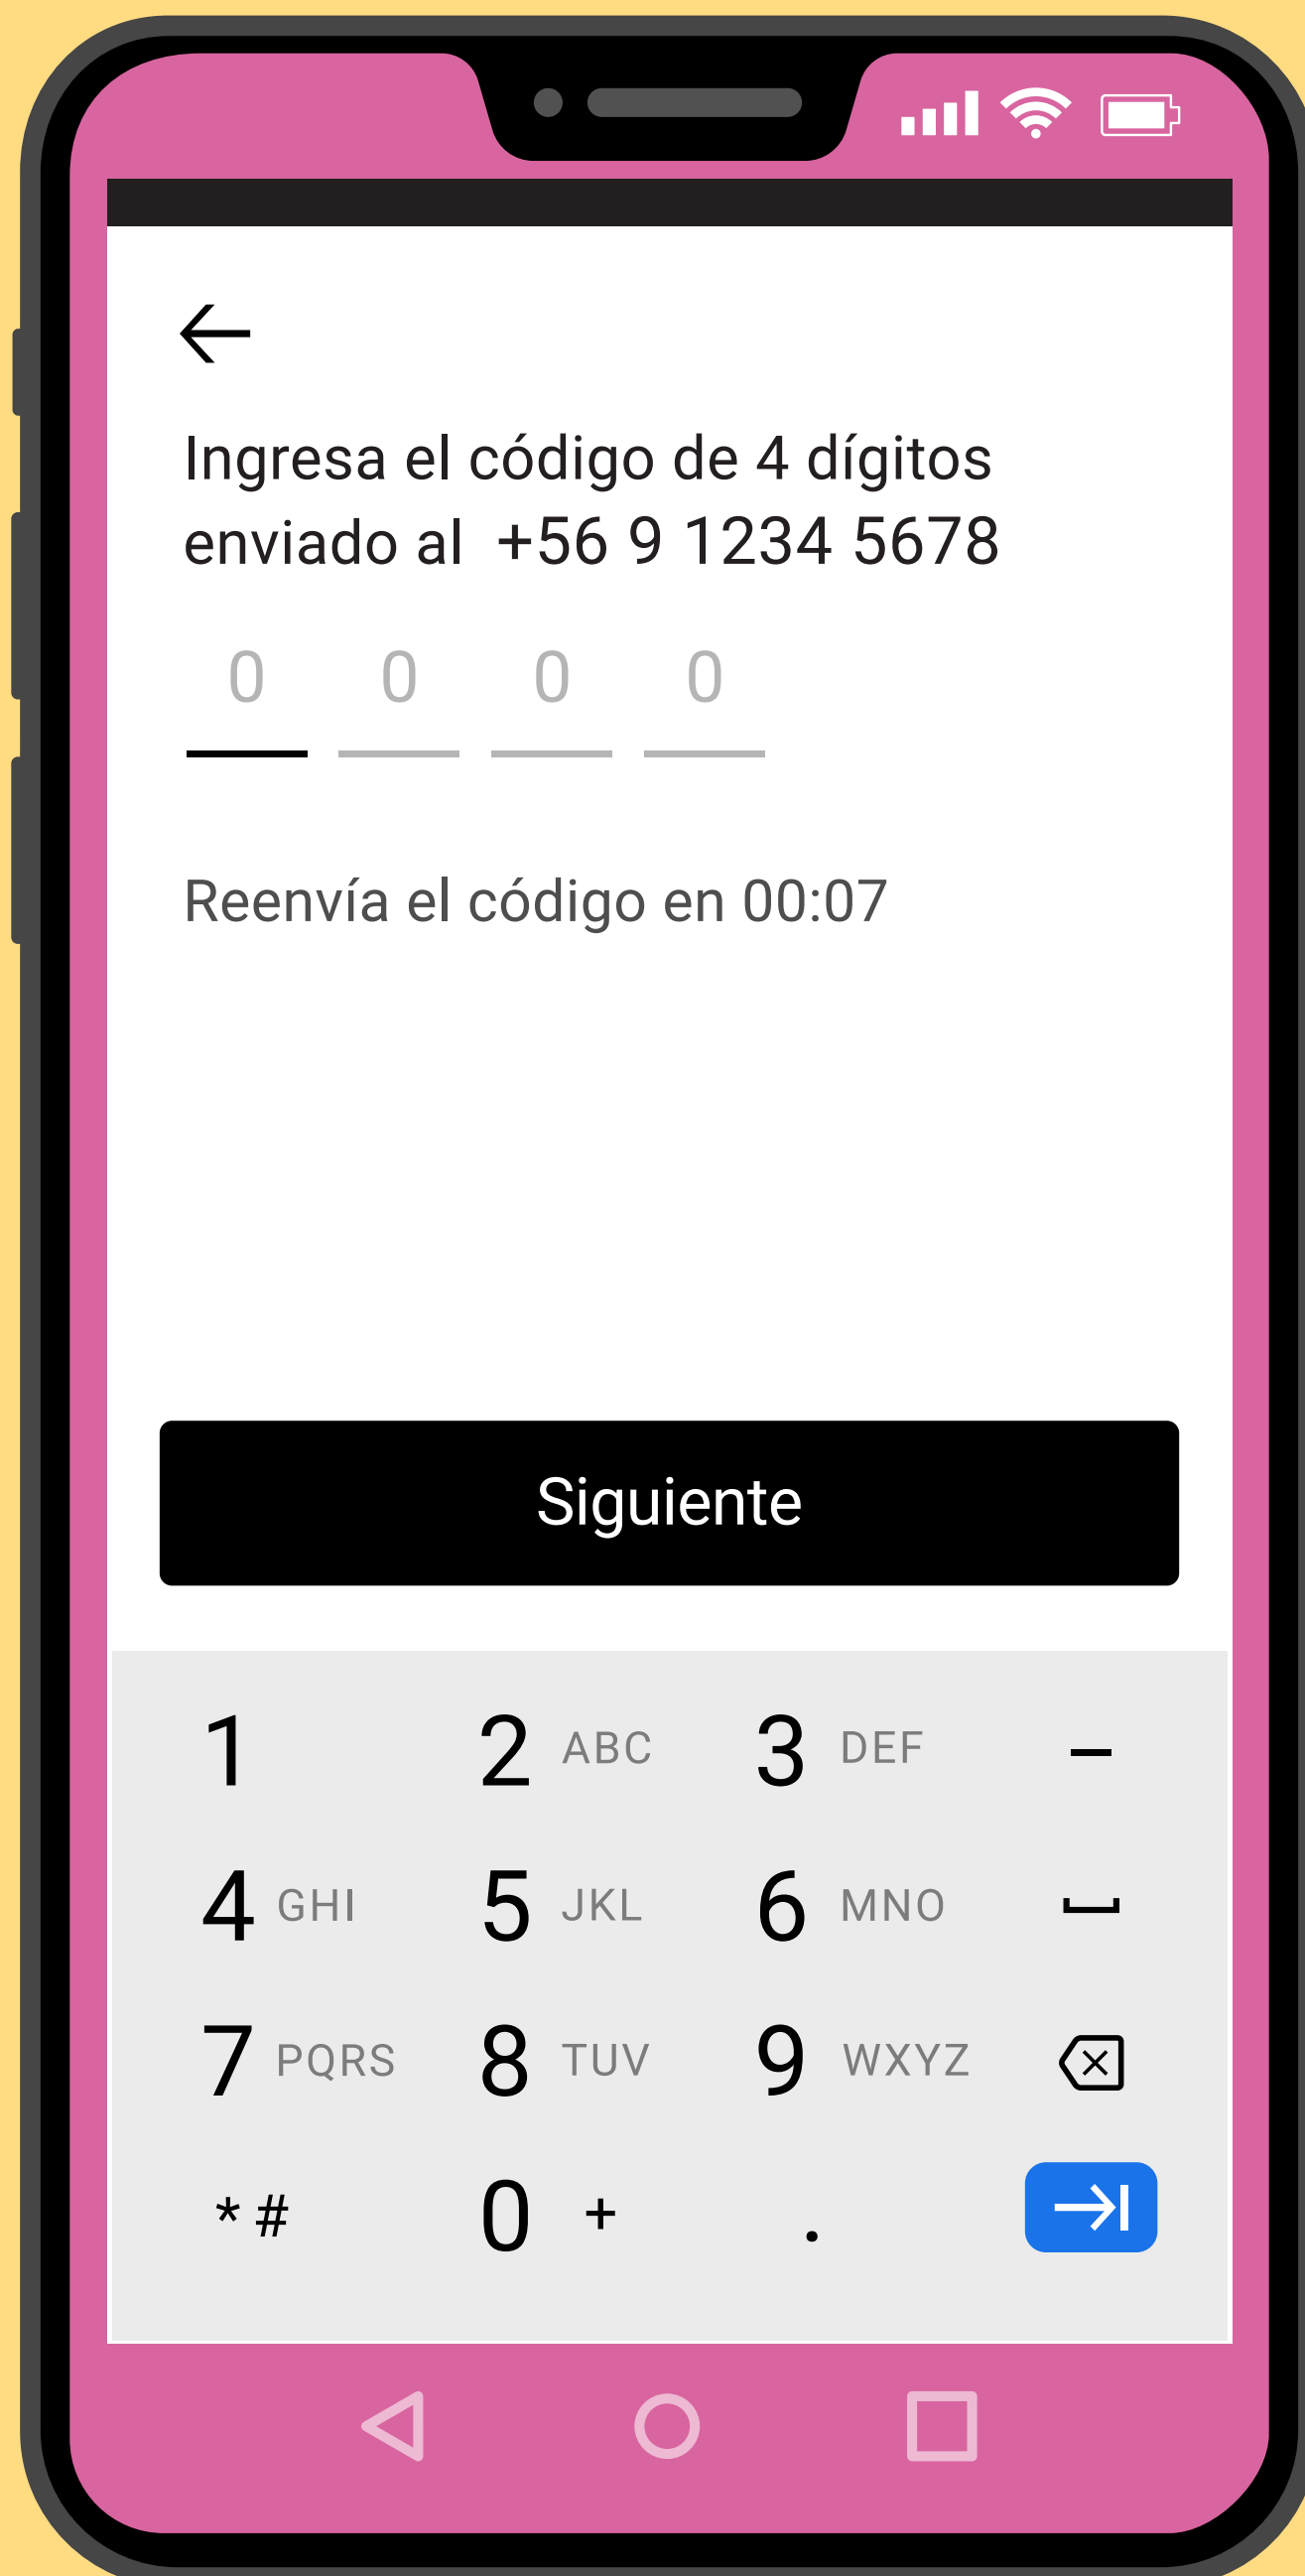 Ingresa el código de 4 dígitos
enviado al +56 9 1234 5678
0 0 0 0
Reenvía el código en 00:07
Siguiente
1 2 ABC 3 DEF –
4 GHI 5 JKL 6 MNO
7 PQRS 8 TUV 9 WXYZ
* # 0 + .